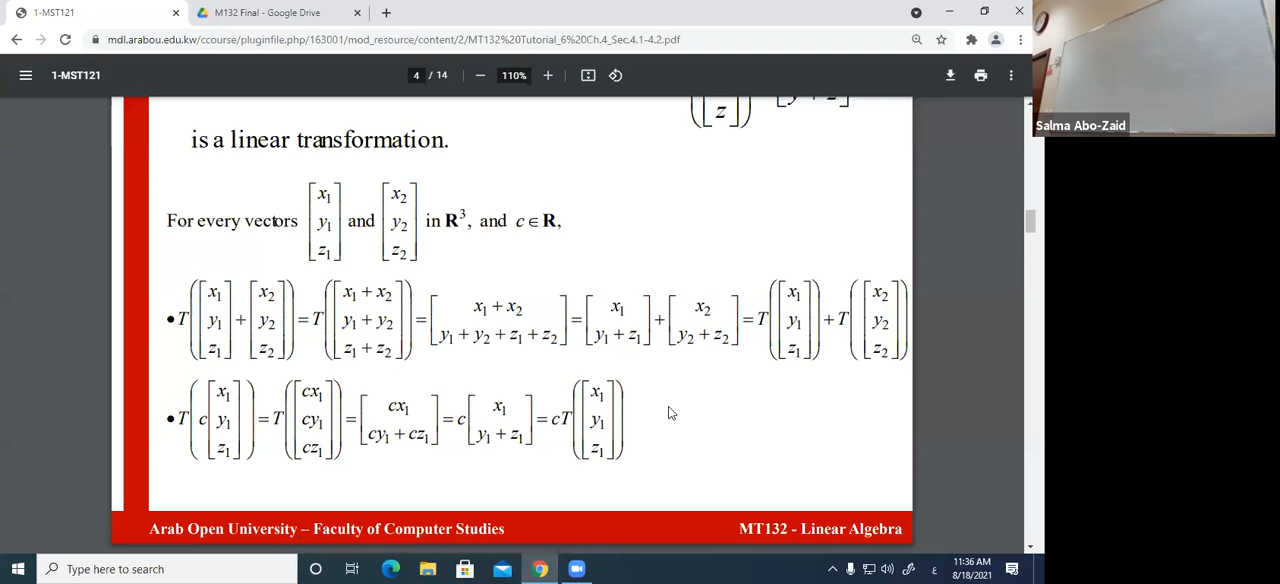 1-MST121
M132 Final - Google Drive
mdl.arabou.edu.kw/ccourse/pluginfile.php/163001/mod_resource/content/2/MT132%20Tutorial_6%20Ch.4_Sec.4.1-4.2.pdf
1-MST121
4 / 14
110%
Salma Abo-Zaid
([z]) [y + z]
is a linear transformation.
For every vectors [x₁ y₁ z₁] and [x₂ y₂ z₂] in R³, and c ∈ R,
• T([x₁ y₁ z₁] + [x₂ y₂ z₂]) = T([x₁ + x₂ y₁ + y₂ z₁ + z₂]) = [x₁ + x₂ y₁ + y₂ + z₁ + z₂] = [x₁ y₁ + z₁] + [x₂ y₂ + z₂] = T([x₁ y₁ z₁]) + T([x₂ y₂ z₂])
• T(c[x₁ y₁ z₁]) = T([cx₁ cy₁ cz₁]) = [cx₁ cy₁ + cz₁] = c[x₁ y₁ + z₁] = cT([x₁ y₁ z₁])
Arab Open University – Faculty of Computer Studies
MT132 - Linear Algebra
Type here to search
ع
11:36 AM
8/18/2021